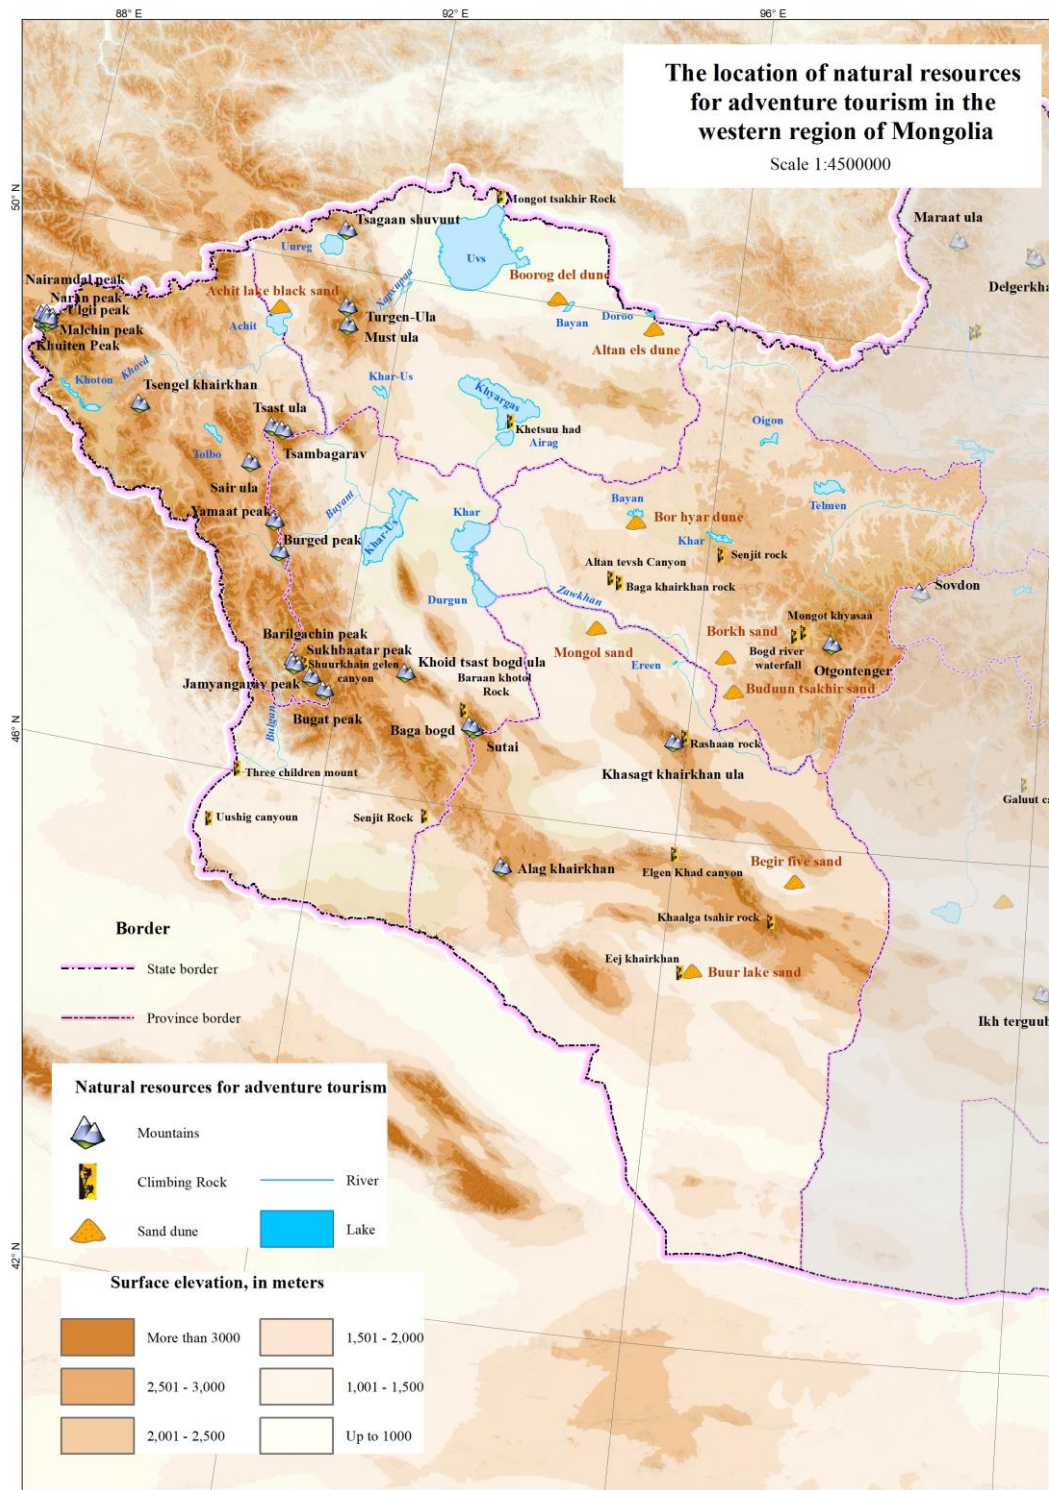 88° E
92° E
96° E
The location of natural resources
for adventure tourism in the
western region of Mongolia
Scale 1:4500000
50° N
Mongot tsakhir Rock
Tsagaan shuvuut
Maraat ula
Uureg
Uvs
Delgerkha
Nairamdal peak
Naran peak
Ulgii peak
Malchin peak
Khuiten Peak
Achit lake black sand
Achit
Boorog del dune
Bayan
Doroo
Altan els dune
Turgen-Ula
Must ula
Khoton
Khovd
Tsengel khairkhan
Khar-Us
Khyargas
Khetsuu had
Airag
Oigon
Tsast ula
Tsambagarav
Tolbo
Sair ula
Yamaat peak
Buyant
Khar-Us
Khar
Bayan
Bor hyar dune
Telmen
Khar
Senjit rock
Burged peak
Altan tevsh Canyon
Baga khairkhan rock
Durgun
Zawkhan
Sovdon
Mongot khyasaa
Borkh sand
Bogd river
waterfall
Otgontenger
Barilgachin peak
Sukhbaatar peak
Shuurkhain gelen
canyon
Jamyangarav peak
Bugat peak
Khoid tsast bogd ula
Baraan khotol
Rock
Mongol sand
Ereen
Buduun tsakhir sand
46° N
Bulgan
Baga bogd
Sutai
Rashaan rock
Khasagt khairkhan ula
Three children mount
Uushig canyoun
Senjit Rock
Galuut ca
Alag khairkhan
Elgen Khad canyon
Begir five sand
Khaalga tsahir rock
Eej khairkhan
Buur lake sand
Ikh terguub
Border
State border
Province border
Natural resources for adventure tourism
Mountains
Climbing Rock
River
Sand dune
Lake
42° N
Surface elevation, in meters
More than 3000
1,501 - 2,000
2,501 - 3,000
1,001 - 1,500
2,001 - 2,500
Up to 1000